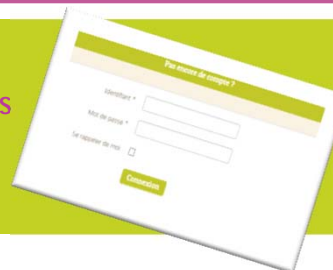 S
Pas encore de compte ?
Identifiant *
Mot de passe *
Se rappeler de moi
Connexion